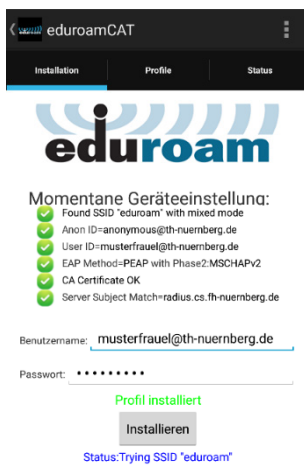 eduroam eduroamCAT
Installation Profile Status
eduroam
Momentane Geräteeinstellung:
Found SSID "eduroam" with mixed mode
Anon ID=anonymous@th-nuernberg.de
User ID=musterfrauel@th-nuernberg.de
EAP Method=PEAP with Phase2:MSCHAPv2
CA Certificate OK
Server Subject Match=radius.cs.fh-nuernberg.de
Benutzername: musterfrauel@th-nuernberg.de
Passwort: •••••••••
Profil installiert
Installieren
Status:Trying SSID "eduroam"